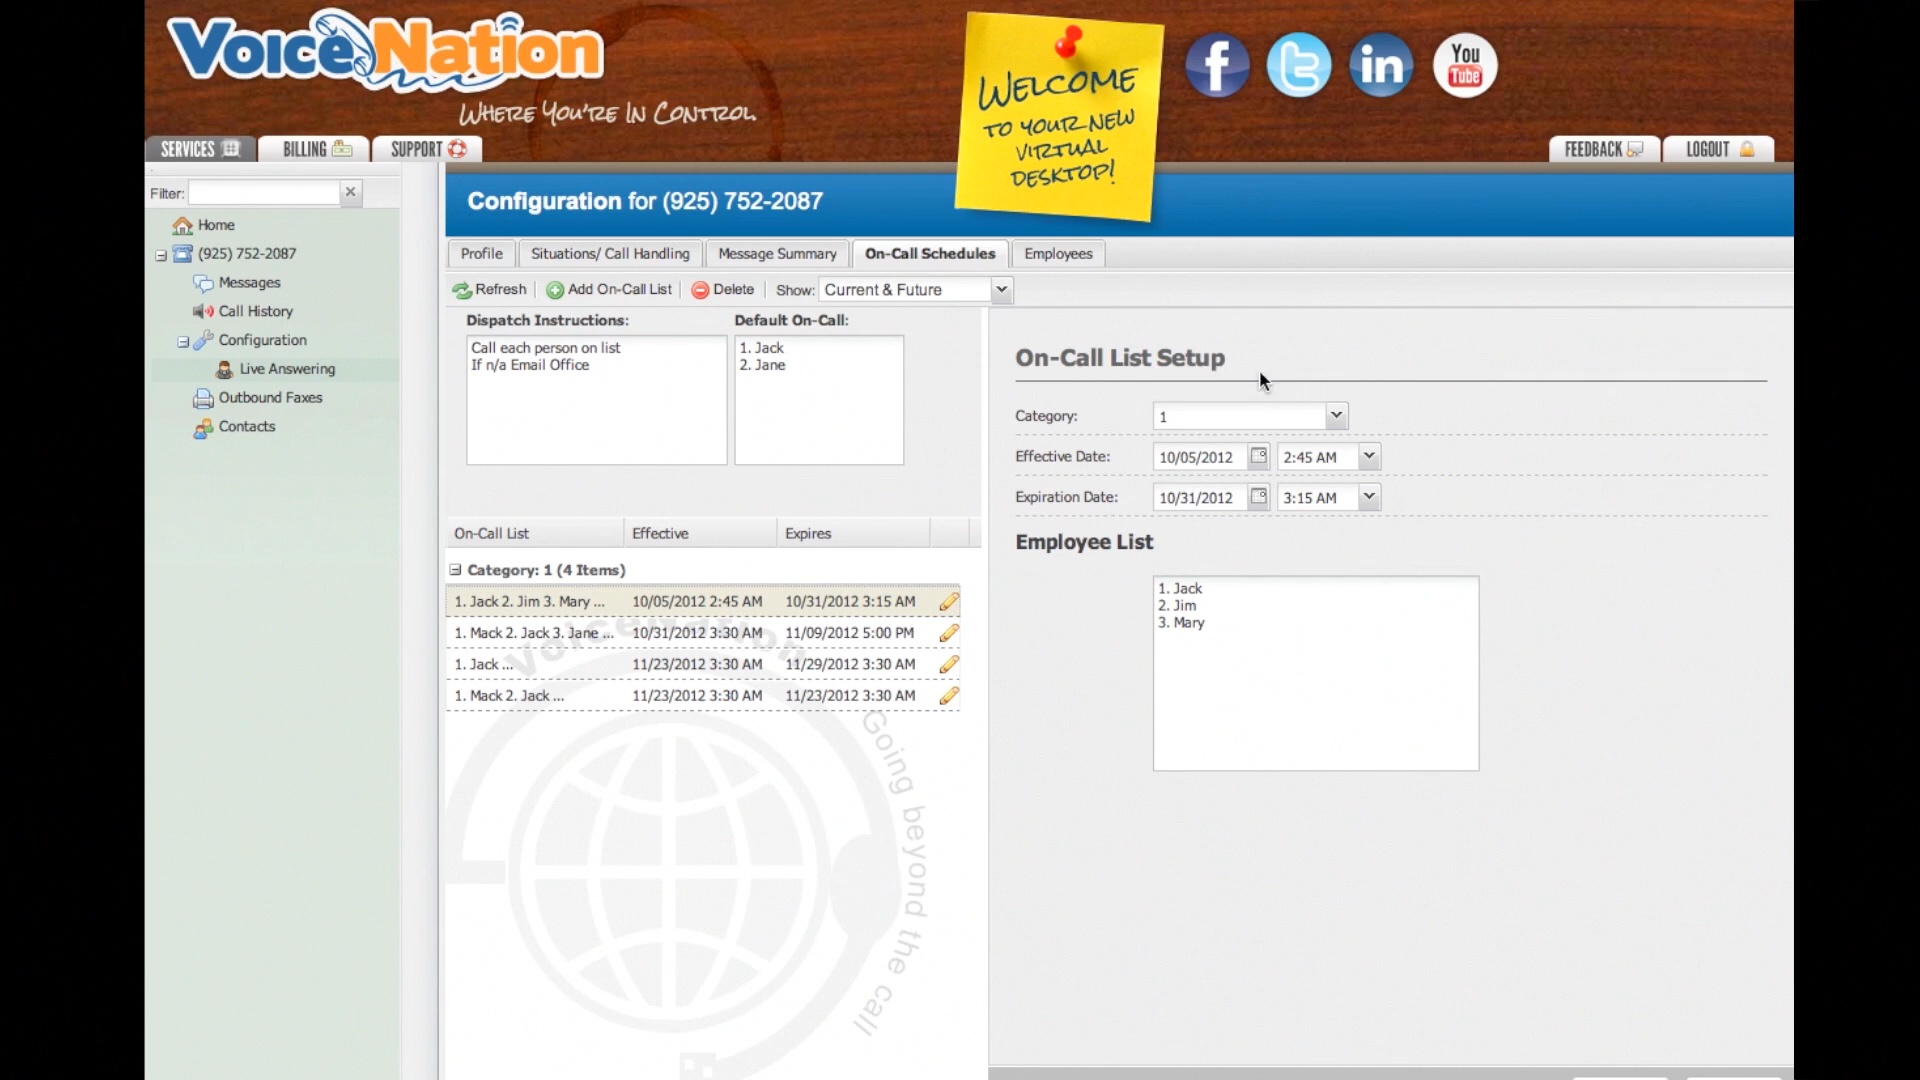 VoiceNation
WHERE YOU'RE IN CONTROL.
WELCOME
TO YOUR NEW
VIRTUAL
DESKTOP!
You
Tube
SERVICES
BILLING
SUPPORT
FEEDBACK
LOGOUT
Filter:
Home
(925) 752-2087
Messages
Call History
Configuration
Live Answering
Outbound Faxes
Contacts
Configuration for (925) 752-2087
Profile
Situations/ Call Handling
Message Summary
On-Call Schedules
Employees
Refresh
Add On-Call List
Delete
Show: Current & Future
Dispatch Instructions:
Call each person on list
If n/a Email Office
Default On-Call:
1. Jack
2. Jane
On-Call List Effective Expires
Category: 1 (4 Items)
1. Jack 2. Jim 3. Mary ... 10/05/2012 2:45 AM 10/31/2012 3:15 AM
1. Mack 2. Jack 3. Jane ... 10/31/2012 3:30 AM 11/09/2012 5:00 PM
1. Jack ... 11/23/2012 3:30 AM 11/29/2012 3:30 AM
1. Mack 2. Jack ... 11/23/2012 3:30 AM 11/23/2012 3:30 AM
VoiceNation
Going beyond the call
On-Call List Setup
Category: 1
Effective Date: 10/05/2012 2:45 AM
Expiration Date: 10/31/2012 3:15 AM
Employee List
1. Jack
2. Jim
3. Mary